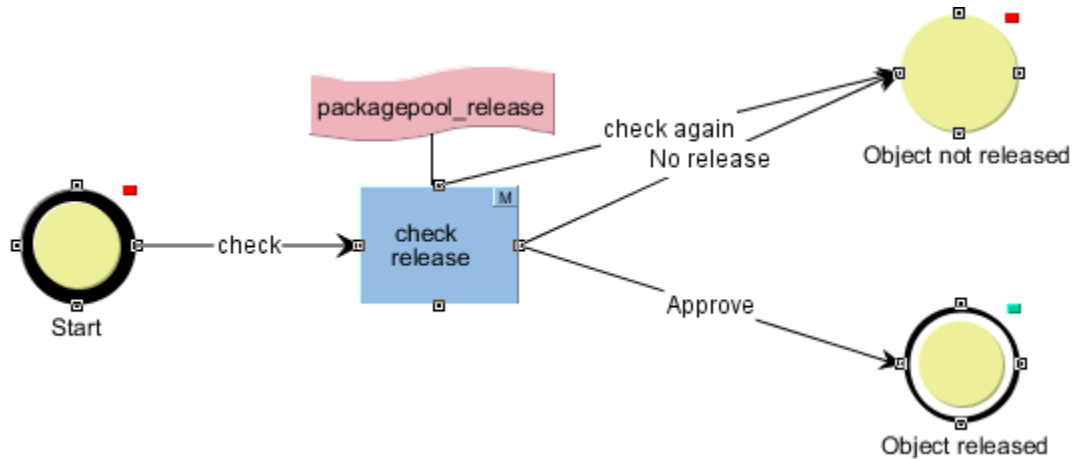 packagepool_release
check again
No release
Object not released
M
check
check
release
Start
Approve
Object released